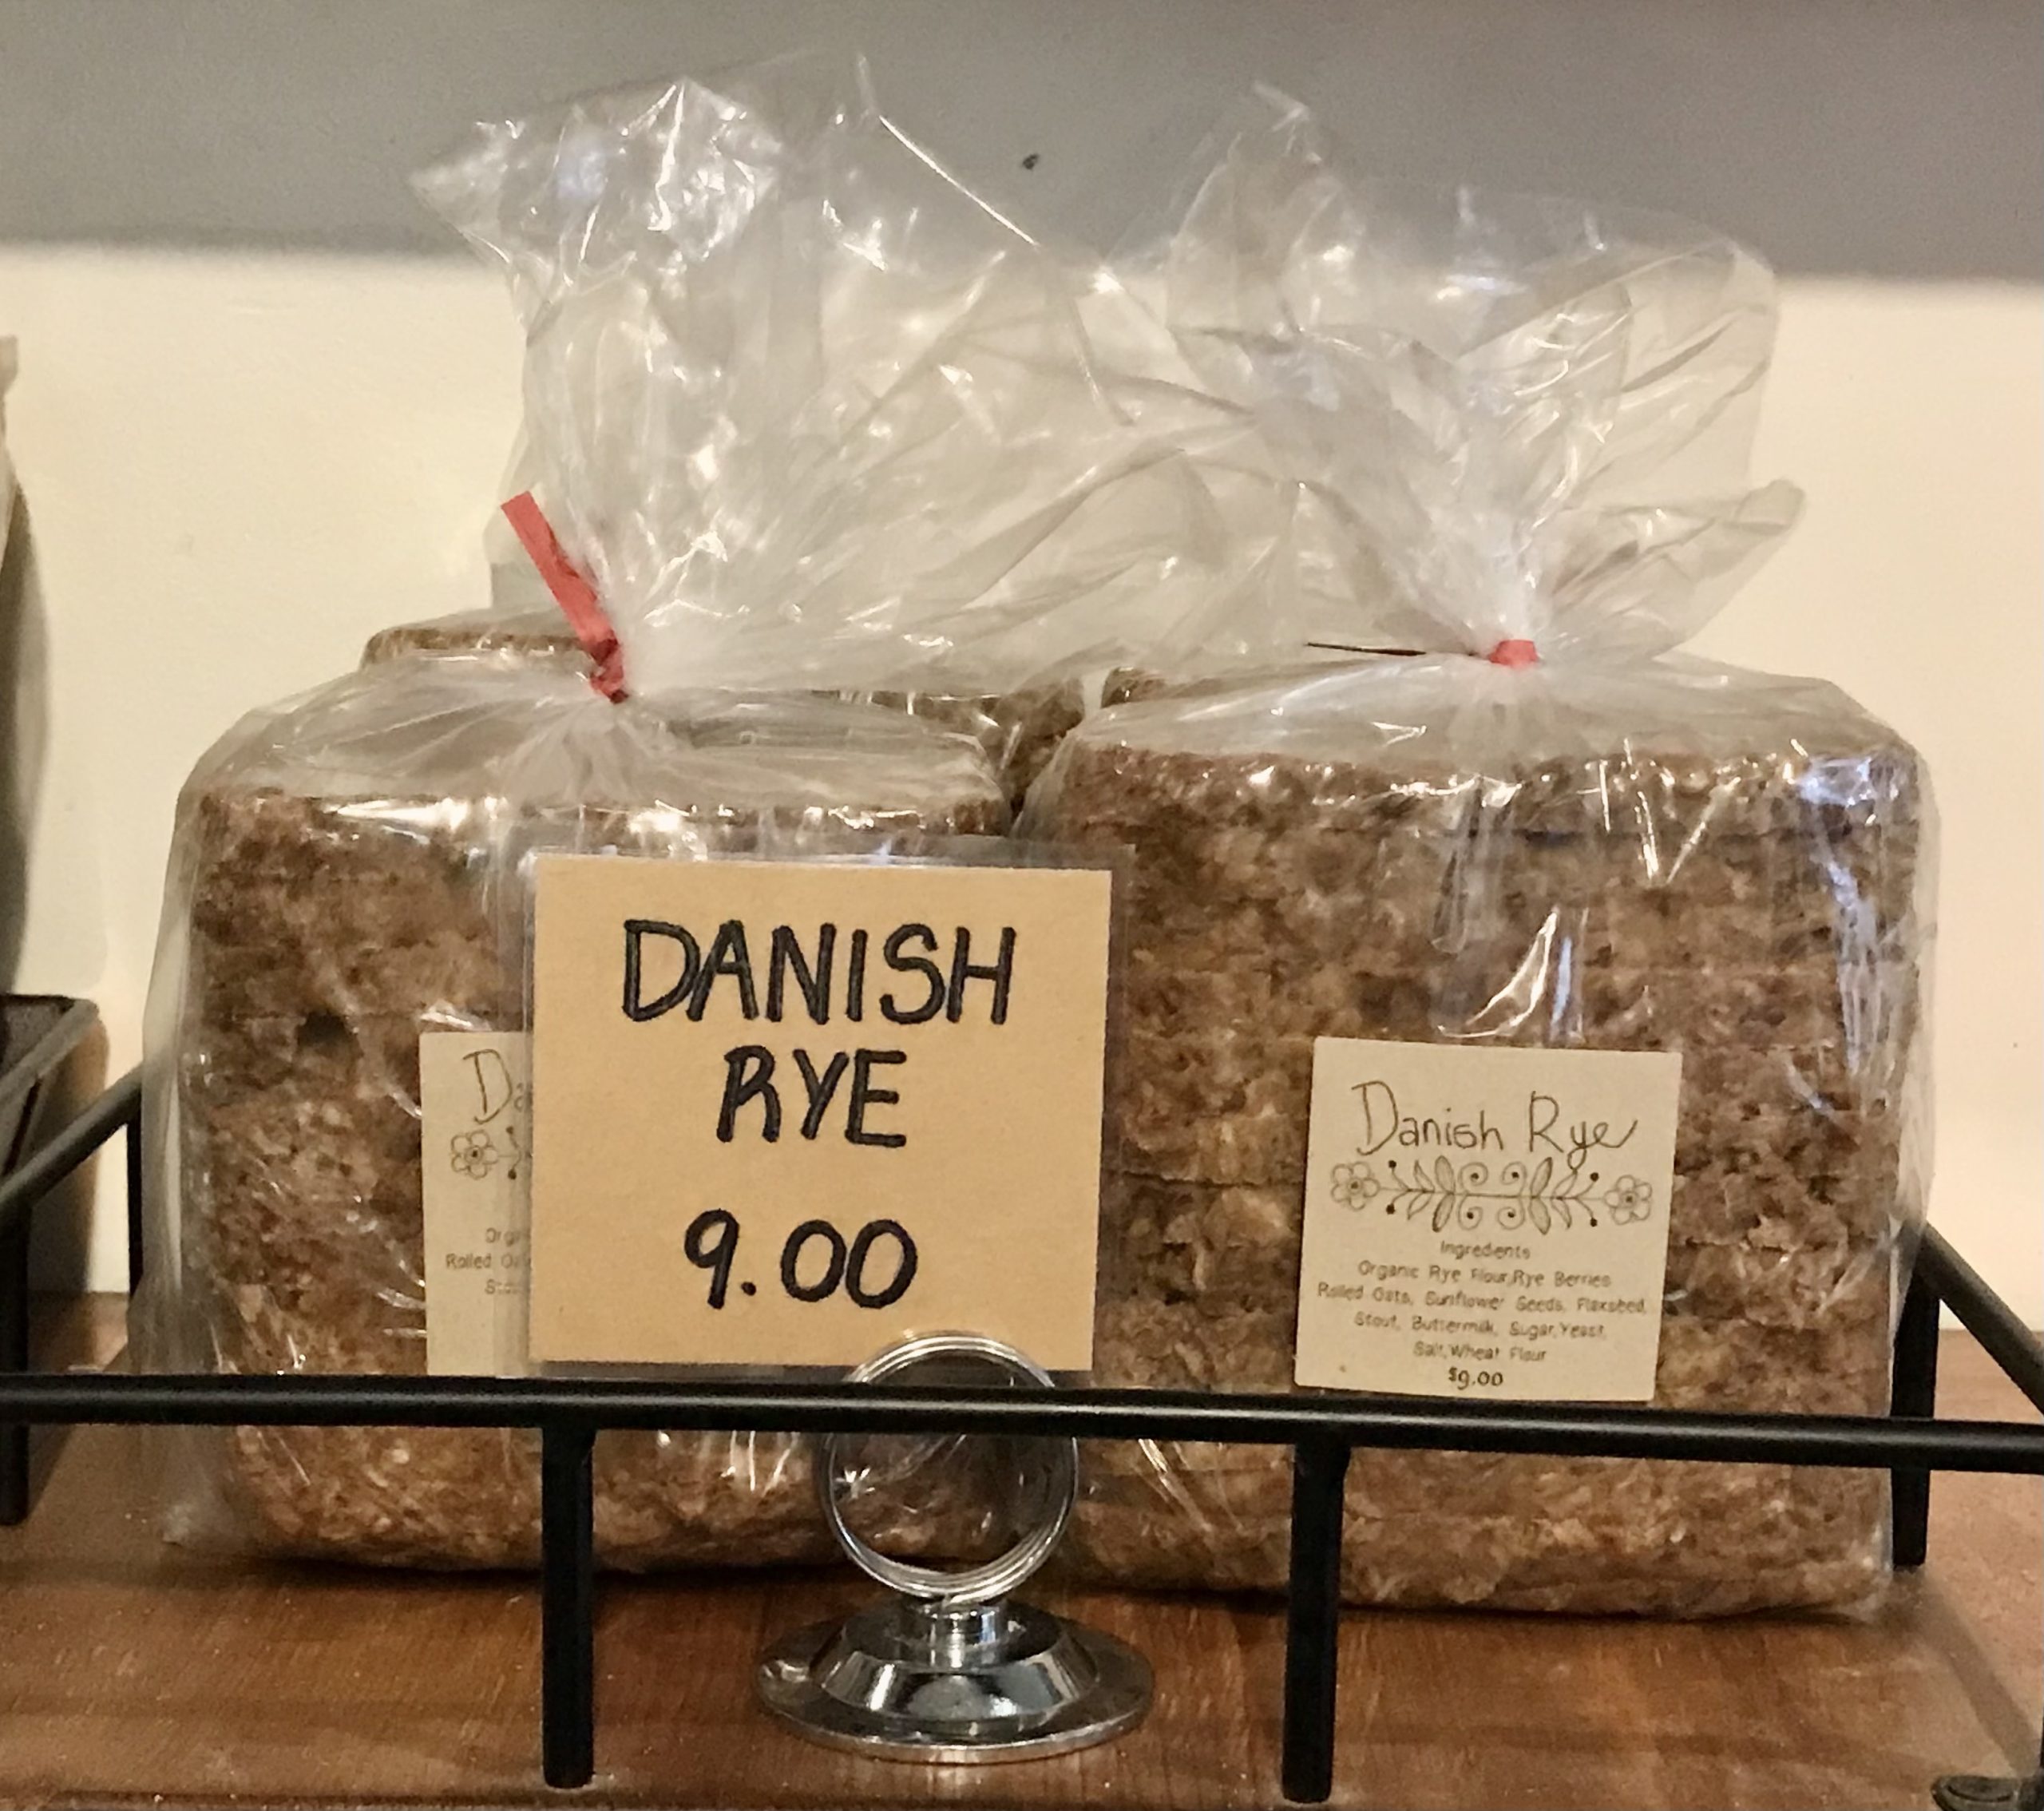 DANISH
RYE
9.00
Rolled
Danish Rye
Ingredients
Organic Rye Flour, Rye Berries
Rolled Oats, Sunflower Seeds, Flaxseed,
Stout, Buttermilk, Sugar, Yeast,
Salt, Wheat Flour
$9.00